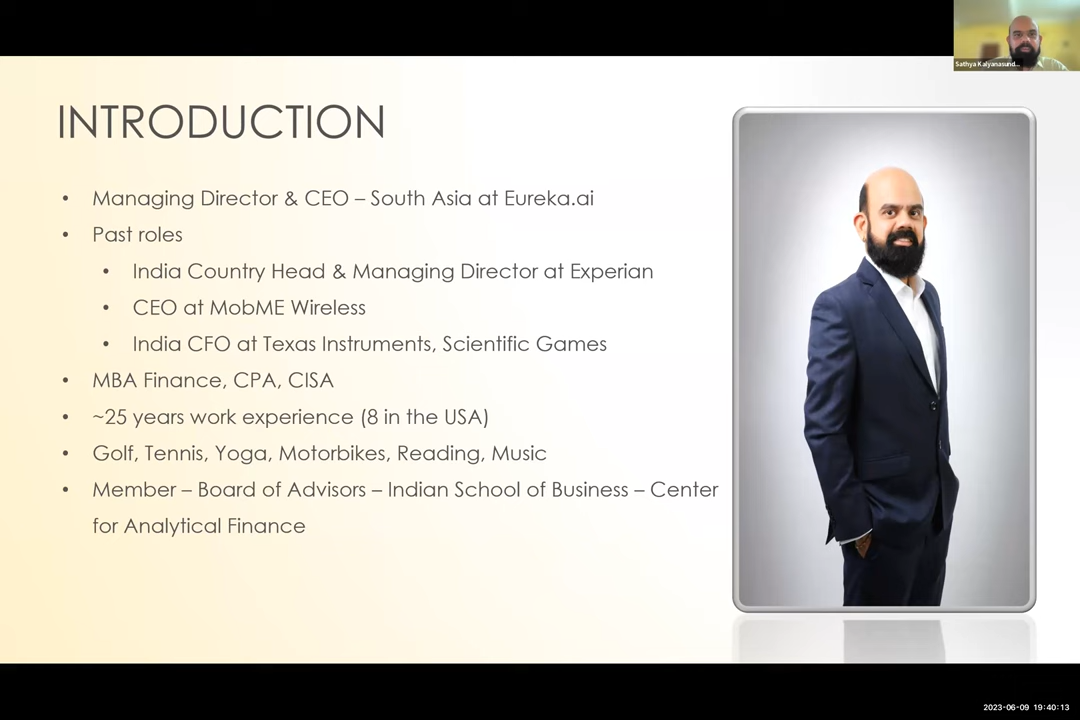 Sathya Kalyanasund...
INTRODUCTION
• Managing Director & CEO – South Asia at Eureka.ai
• Past roles
• India Country Head & Managing Director at Experian
• CEO at MobME Wireless
• India CFO at Texas Instruments, Scientific Games
• MBA Finance, CPA, CISA
• ~25 years work experience (8 in the USA)
• Golf, Tennis, Yoga, Motorbikes, Reading, Music
• Member – Board of Advisors – Indian School of Business – Center
for Analytical Finance
2023-06-09 19:40:13